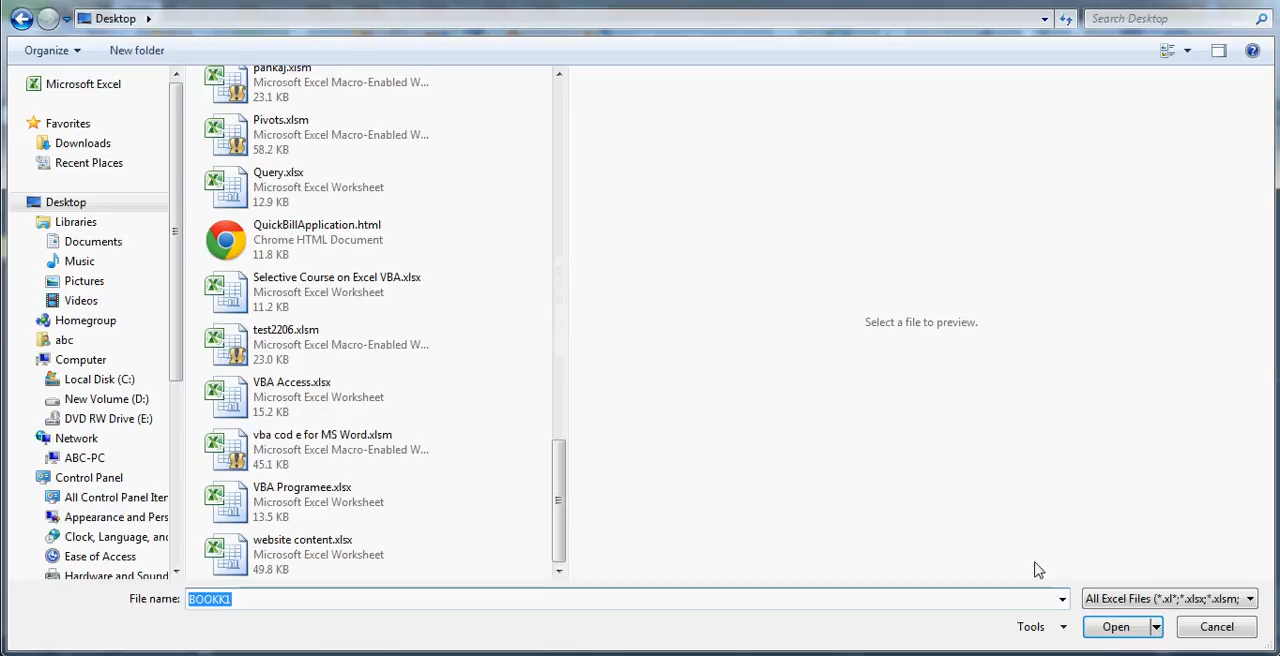 Desktop
Search Desktop
Organize
New folder
Microsoft Excel
Favorites
Downloads
Recent Places
Desktop
Libraries
Documents
Music
Pictures
Videos
Homegroup
abc
Computer
Local Disk (C:)
New Volume (D:)
DVD RW Drive (E:)
Network
ABC-PC
Control Panel
All Control Panel Iter
Appearance and Pers
Clock, Language, and
Ease of Access
Hardware and Sound
pankaj.xlsm
Microsoft Excel Macro-Enabled W...
23.1 KB
Pivots.xlsm
Microsoft Excel Macro-Enabled W...
58.2 KB
Query.xlsx
Microsoft Excel Worksheet
12.9 KB
QuickBillApplication.html
Chrome HTML Document
11.8 KB
Selective Course on Excel VBA.xlsx
Microsoft Excel Worksheet
11.2 KB
test2206.xlsm
Microsoft Excel Macro-Enabled W...
23.0 KB
VBA Access.xlsx
Microsoft Excel Worksheet
15.2 KB
vba cod e for MS Word.xlsm
Microsoft Excel Macro-Enabled W...
45.1 KB
VBA Programee.xlsx
Microsoft Excel Worksheet
13.5 KB
website content.xlsx
Microsoft Excel Worksheet
49.8 KB
Select a file to preview.
File name:
BOOKK1
All Excel Files (*.xl*;*.xlsx;*.xlsm;
Tools
Open
Cancel